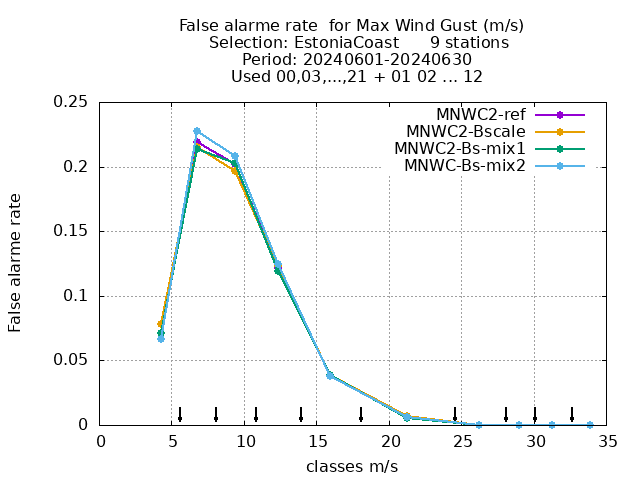 False alarme rate  for Max Wind Gust (m/s)
Selection: EstoniaCoast      9 stations
Period: 20240601-20240630
Used 00,03,...,21 + 01 02 ... 12
MNWC2-ref
MNWC2-Bscale
MNWC2-Bs-mix1
MNWC-Bs-mix2
False alarme rate
0.25
0.2
0.15
0.1
0.05
0
0 5 10 15 20 25 30 35
classes m/s